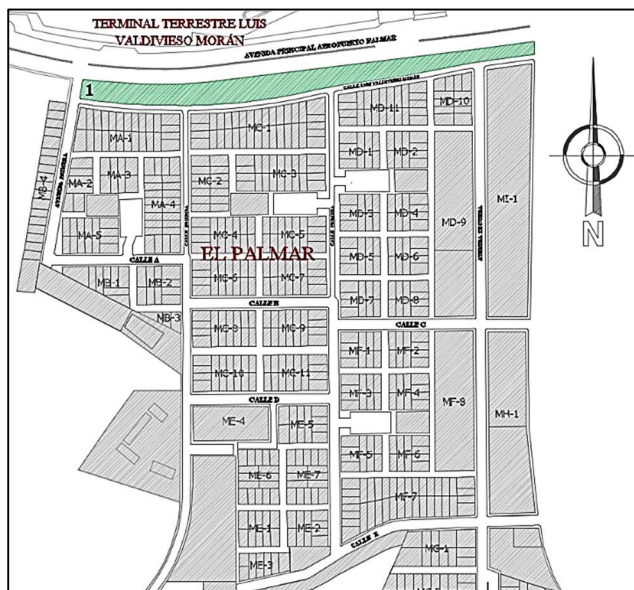 TERMINAL TERRESTRE LUIS
VALDIVIESO MORÁN
AVENIDA PRINCIPAL AEROPUERTO PALMAR
1
CALLE LUIS VALDIVIESO MORÁN
MD-11
MD-10
MA-1
MC-1
MB-4
AVENIDA PRIMERA
MA-2
MA-3
MA-4
MA-5
MC-2
MC-3
MD-1
MD-2
MI-1
CALLE SEGUNDA
MC-4
MC-5
MD-3
MD-4
MD-9
N
EL PALMAR
CALLE A
MC-6
MC-7
MD-5
MD-6
MB-1
MB-2
MD-7
MD-8
CALLE B
MB-3
MC-8
MC-9
CALLE C
MF-1
MF-2
MC-10
MC-11
MF-3
MF-4
MF-8
MH-1
CALLE D
ME-4
ME-5
MF-5
MF-6
ME-6
ME-7
MF-7
ME-1
ME-2
CALLE E
ME-3
MG-1